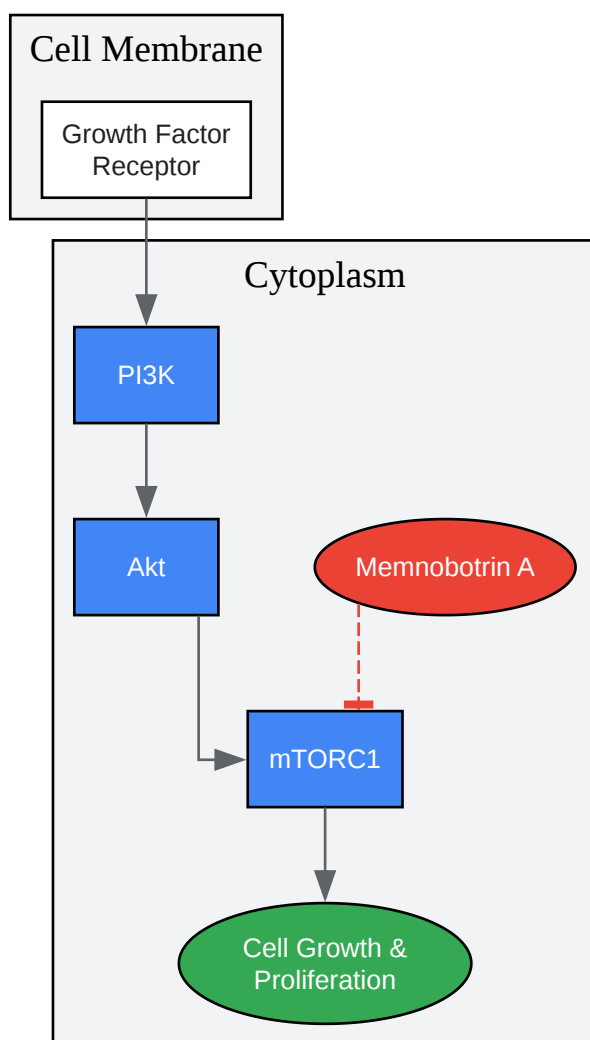 Cell Membrane
Growth Factor
Receptor
Cytoplasm
PI3K
Akt
Memnobotrin A
mTORC1
Cell Growth &
Proliferation